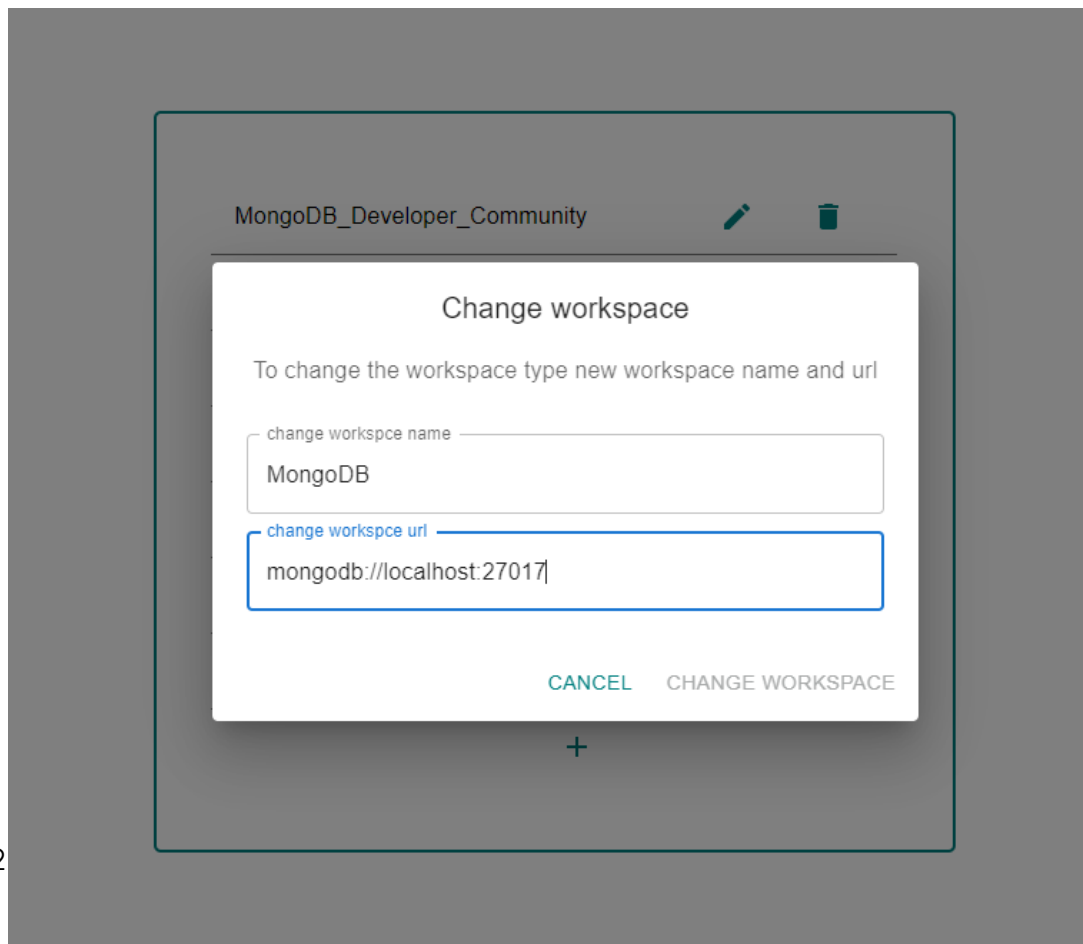 MongoDB_Developer_Community
Change workspace
To change the workspace type new workspace name and url
change workspce name
MongoDB
change workspce url
mongodb://localhost:27017
CANCEL CHANGE WORKSPACE
+
2